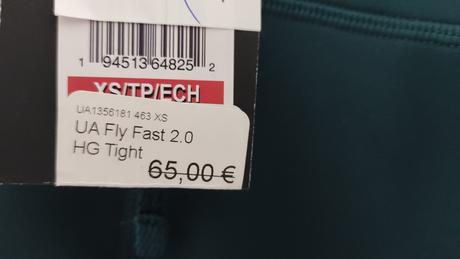 1 94513 64825 2
XS/TP/ECH
UA1356181 463 XS
UA Fly Fast 2.0
HG Tight
65,00 €